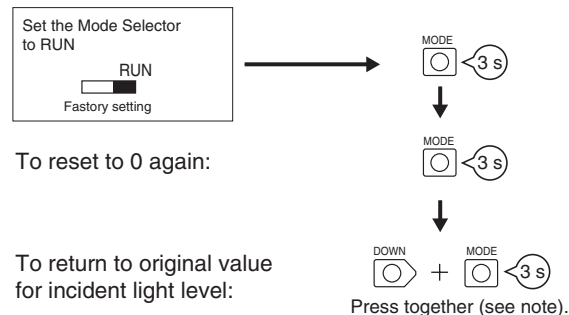 Set the Mode Selector
to RUN
RUN
Fastory setting
MODE
3 s
To reset to 0 again:
MODE
3 s
To return to original value
for incident light level:
DOWN
+
MODE
3 s
Press together (see note).